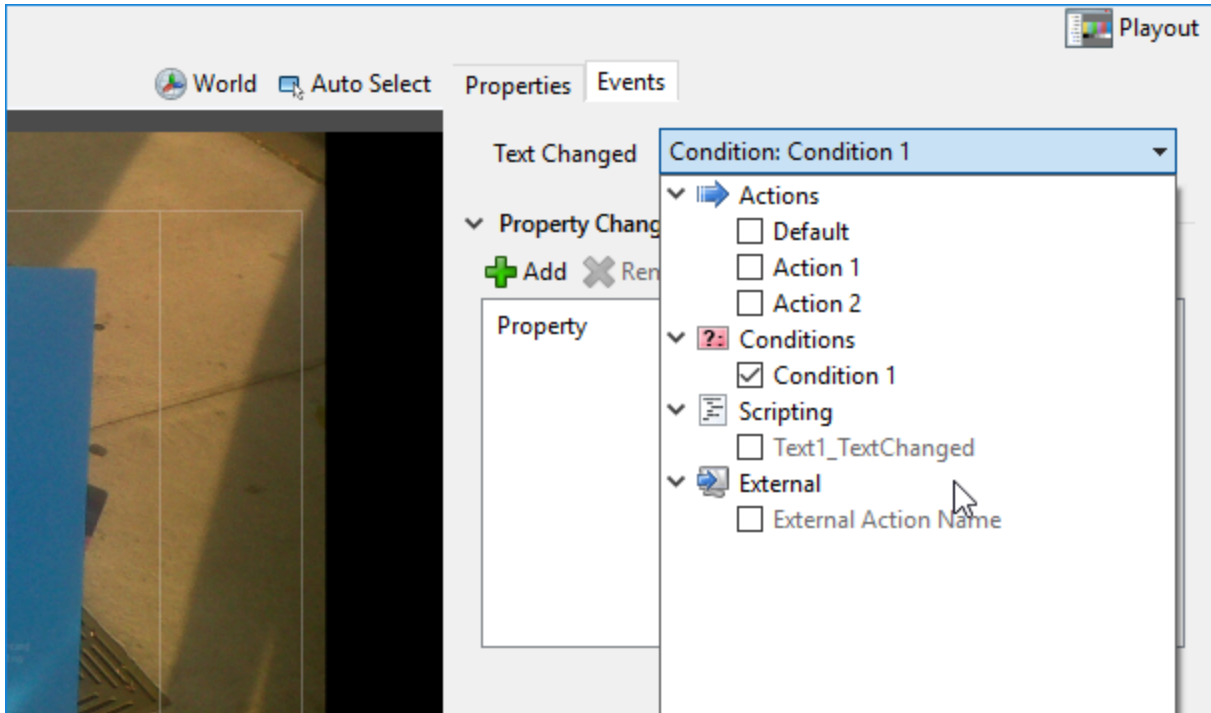 Playout
World Auto Select Properties Events
Text Changed Condition: Condition 1
Actions
Property Chang Default
Add Ren Action 1
Action 2
Property ?: Conditions
Condition 1
Scripting
Text1_TextChanged
External
External Action Name